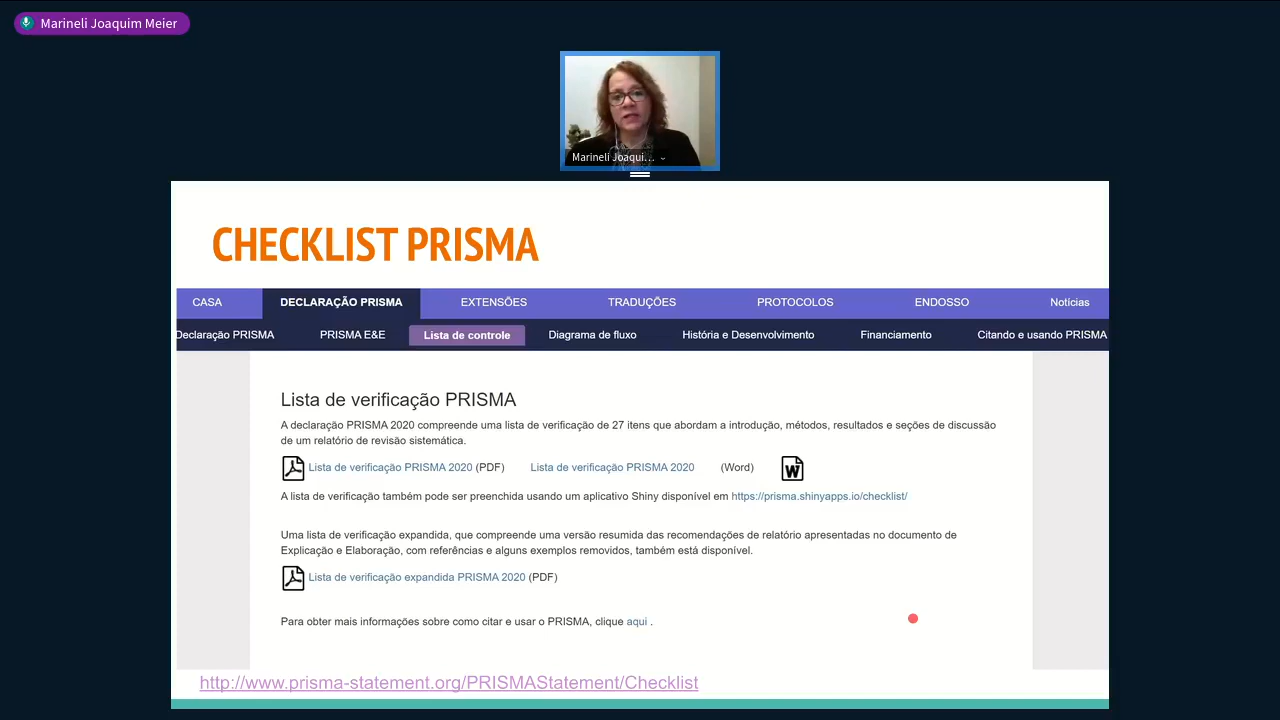 Marineli Joaquim Meier
Marineli Joaqui...
CHECKLIST PRISMA
CASA DECLARAÇÃO PRISMA EXTENSÕES TRADUÇÕES PROTOCOLOS ENDOSSO Notícias
Declaração PRISMA PRISMA E&E Lista de controle Diagrama de fluxo História e Desenvolvimento Financiamento Citando e usando PRISMA
Lista de verificação PRISMA
A declaração PRISMA 2020 compreende uma lista de verificação de 27 itens que abordam a introdução, métodos, resultados e seções de discussão
de um relatório de revisão sistemática.
Lista de verificação PRISMA 2020 (PDF) Lista de verificação PRISMA 2020 (Word) W
A lista de verificação também pode ser preenchida usando um aplicativo Shiny disponível em https://prisma.shinyapps.io/checklist/
Uma lista de verificação expandida, que compreende uma versão resumida das recomendações de relatório apresentadas no documento de
Explicação e Elaboração, com referências e alguns exemplos removidos, também está disponível.
Lista de verificação expandida PRISMA 2020 (PDF)
Para obter mais informações sobre como citar e usar o PRISMA, clique aqui .
http://www.prisma-statement.org/PRISMAStatement/Checklist